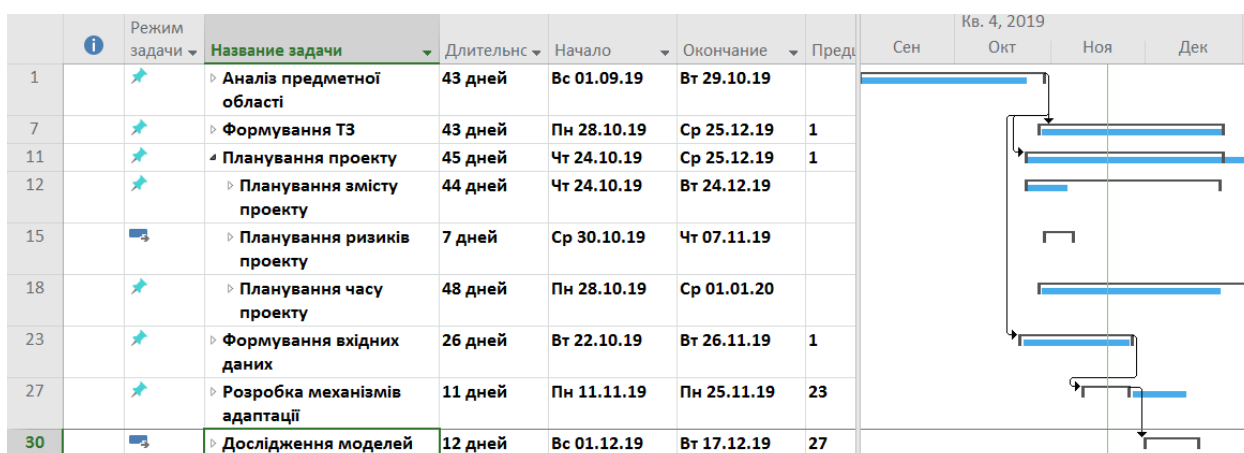 Режим задачи Название задачи Длительнс Начало Окончание Кв. 4, 2019
Сен Окт Ноя Дек
1 Аналіз предметної області 43 дней Вс 01.09.19 Вт 29.10.19
7 Формування ТЗ 43 дней Пн 28.10.19 Ср 25.12.19 1
11 Планування проекту 45 дней Чт 24.10.19 Ср 25.12.19 1
12 Планування змісту проекту 44 дней Чт 24.10.19 Вт 24.12.19
15 Планування ризиків проекту 7 дней Ср 30.10.19 Чт 07.11.19
18 Планування часу проекту 48 дней Пн 28.10.19 Ср 01.01.20
23 Формування вхідних даних 26 дней Вт 22.10.19 Вт 26.11.19 1
27 Розробка механізмів адаптації 11 дней Пн 11.11.19 Пн 25.11.19 23
30 Дослідження моделей 12 дней Вс 01.12.19 Вт 17.12.19 27